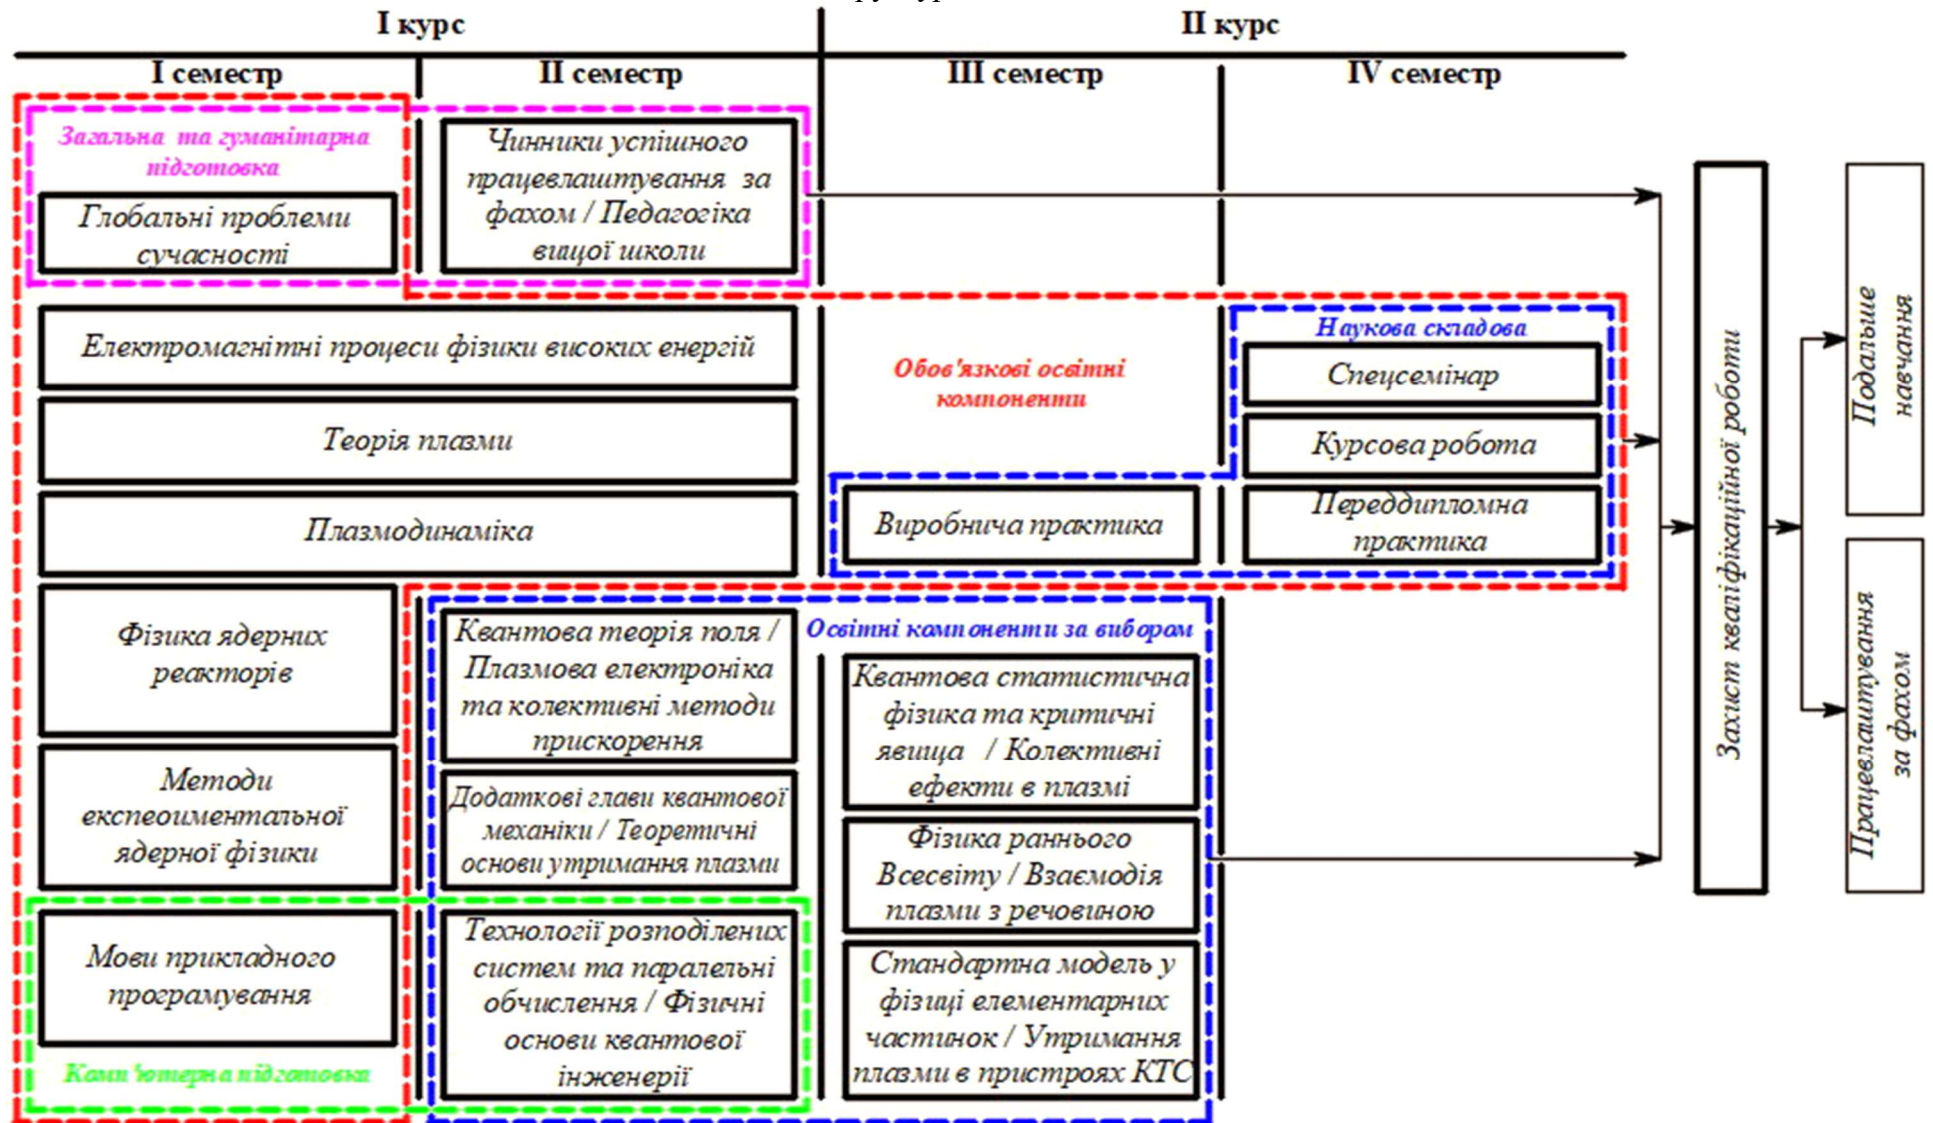 I курс
II курс
I семестр
II семестр
III семестр
IV семестр
Загальна та гуманітарна
підготовка
Глобальні проблеми
сучасності
Чинники успішного
працевлаштування за
фахом / Педагогіка
вищої школи
Електромагнітні процеси фізики високих енергій
Теорія плазми
Плазмодинаміка
Обов'язкові освітні
компоненти
Наукова складова
Спецсемінар
Курсова робота
Виробнича практика
Переддипломна
практика
Фізика ядерних
реакторів
Методи
експеоиментальної
ядерної фізики
Мови прикладного
програмування
Комп'ютерна підготовка
Квантова теорія поля /
Плазмова електроніка
та колективні методи
прискорення
Додаткові глави квантової
механіки / Теоретичні
основи утримання плазми
Технології розподілених
систем та паралельні
обчислення / Фізичні
основи квантової
інженерії
Освітні компоненти за вибором
Квантова статистична
фізика та критичні
явища / Колективні
ефекти в плазмі
Фізика раннього
Всесвіту / Взаємодія
плазми з речовиною
Стандартна модель у
фізиці елементарних
частинок / Утримання
плазми в пристроях КТС
Захист кваліфікаційної роботи
Подальше
навчання
Працевлаштування
за фахом